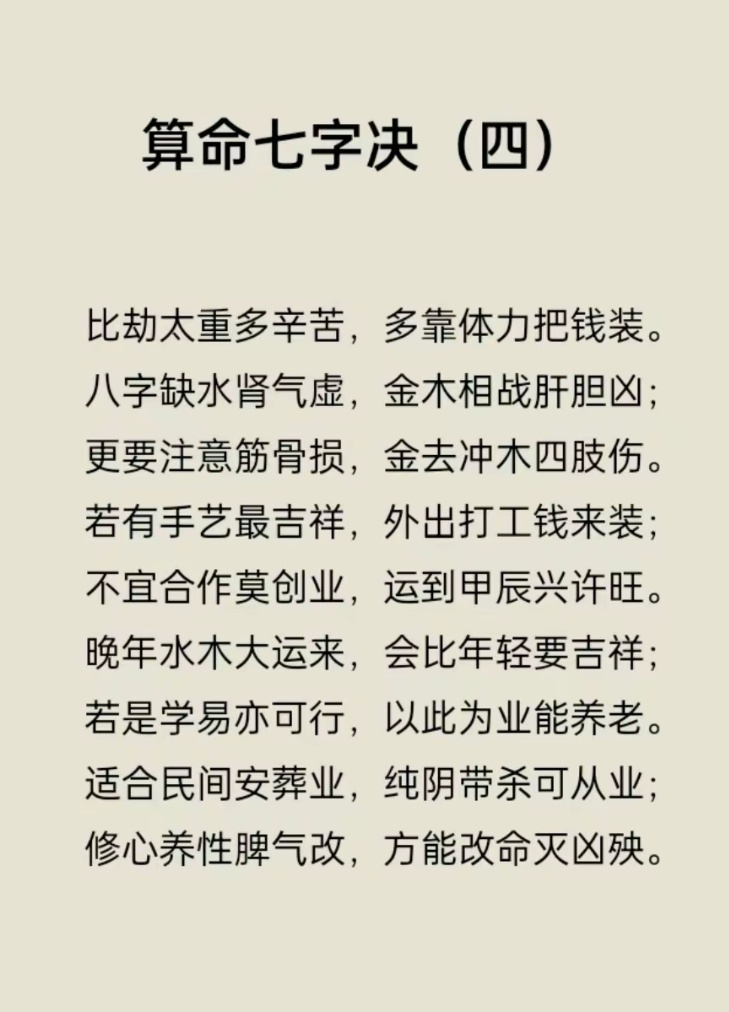 算命七字决（四）
比劫太重多辛苦，多靠体力把钱装。
八字缺水肾气虚，金木相战肝胆凶；
更要注意筋骨损，金去冲木四肢伤。
若有手艺最吉祥，外出打工钱来装；
不宜合作莫创业，运到甲辰兴许旺。
晚年水木大运来，会比年轻要吉祥；
若是学易亦可行，以此为业能养老。
适合民间安葬业，纯阴带杀可从业；
修心养性脾气改，方能改命灭凶殃。